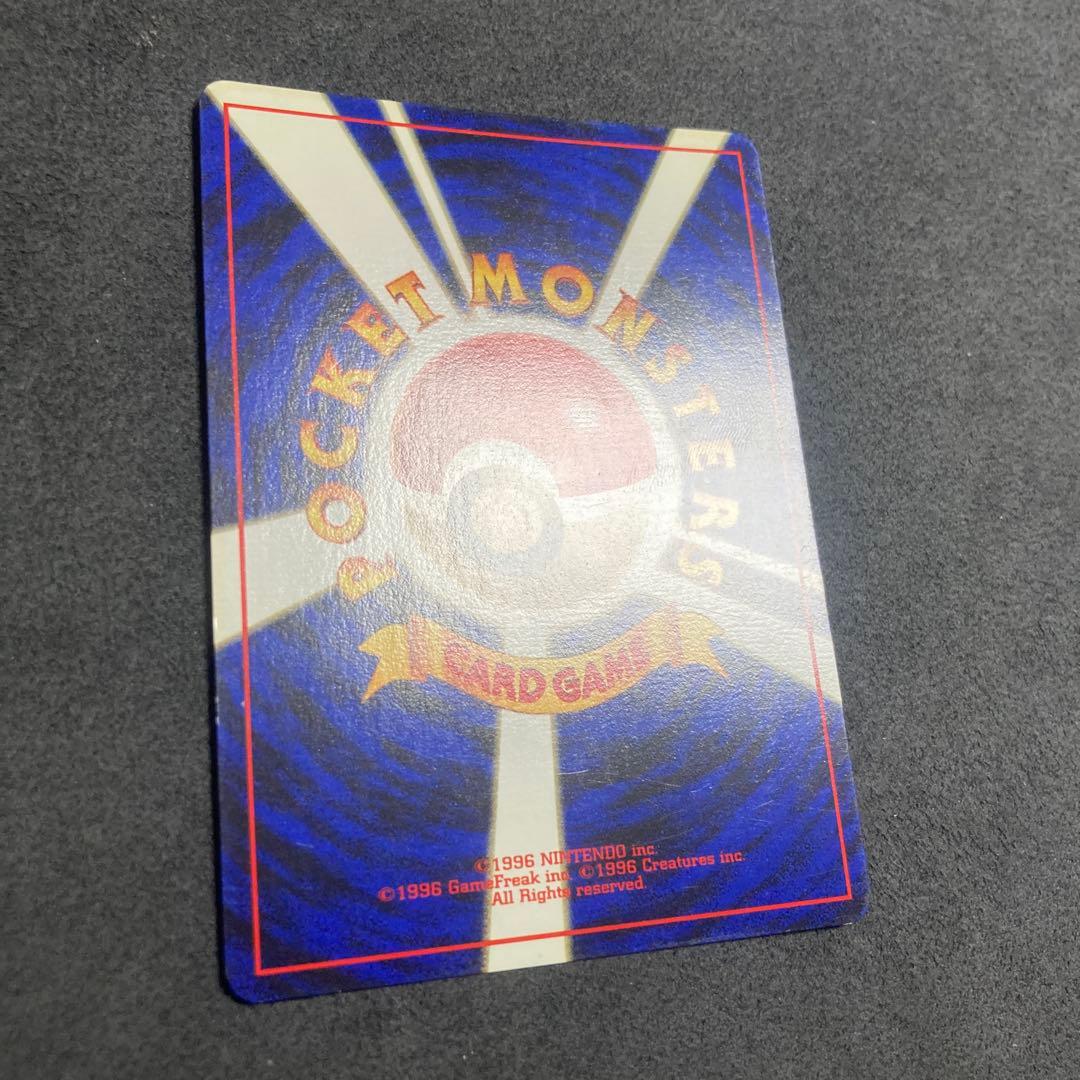 POCKET MONSTERS
CARD GAME
©1996 NINTENDO inc.
©1996 GameFreak inc. ©1996 Creatures inc.
All Rights reserved.